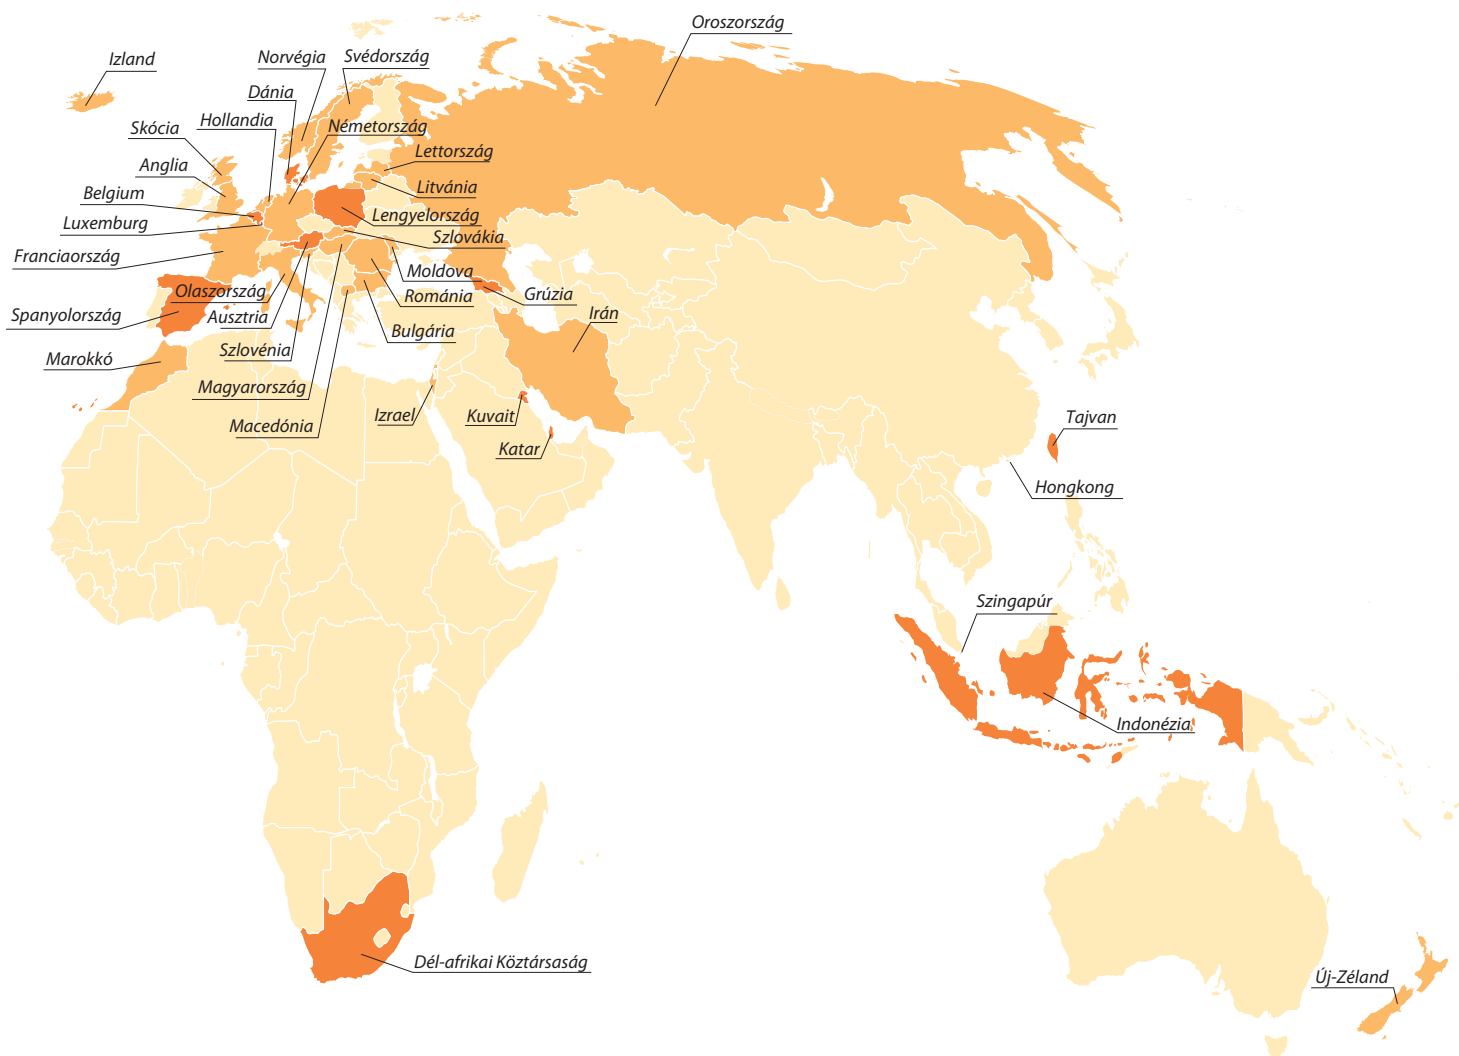 Oroszország
Izland
Norvégia
Svédország
Dánia
Hollandia
Németország
Skócia
Lettország
Anglia
Litvánia
Belgium
Lengyelország
Luxemburg
Szlovákia
Franciaország
Moldova
Olaszország
Románia
Grúzia
Spanyolország
Ausztria
Irán
Bulgária
Szlovénia
Marokkó
Magyarország
Izrael
Kuvait
Tajvan
Macedónia
Katar
Hongkong
Szingapúr
Indonézia
Dél-afrikai Köztársaság
Új-Zéland